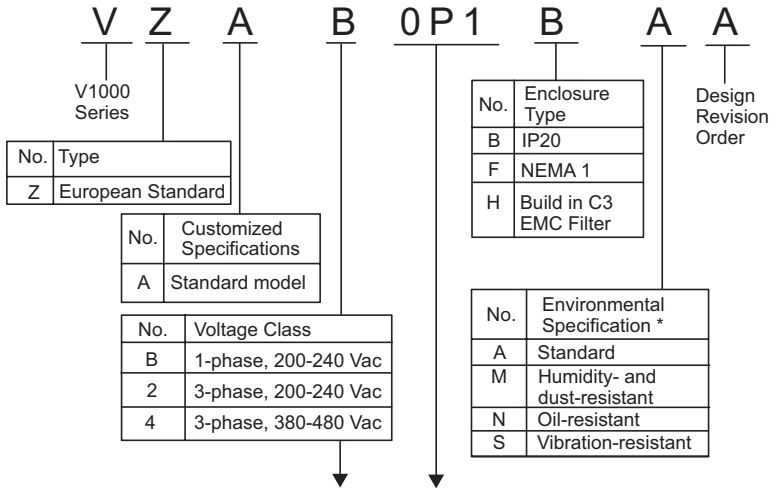 V Z A B 0P1 B A A
V1000
Series
No. Type
Z European Standard
No. Customized
Specifications
A Standard model
No. Voltage Class
B 1-phase, 200-240 Vac
2 3-phase, 200-240 Vac
4 3-phase, 380-480 Vac
No. Enclosure
Type
B IP20
F NEMA 1
H Build in C3
EMC Filter
No. Environmental
Specification *
A Standard
M Humidity- and
dust-resistant
N Oil-resistant
S Vibration-resistant
Design
Revision
Order